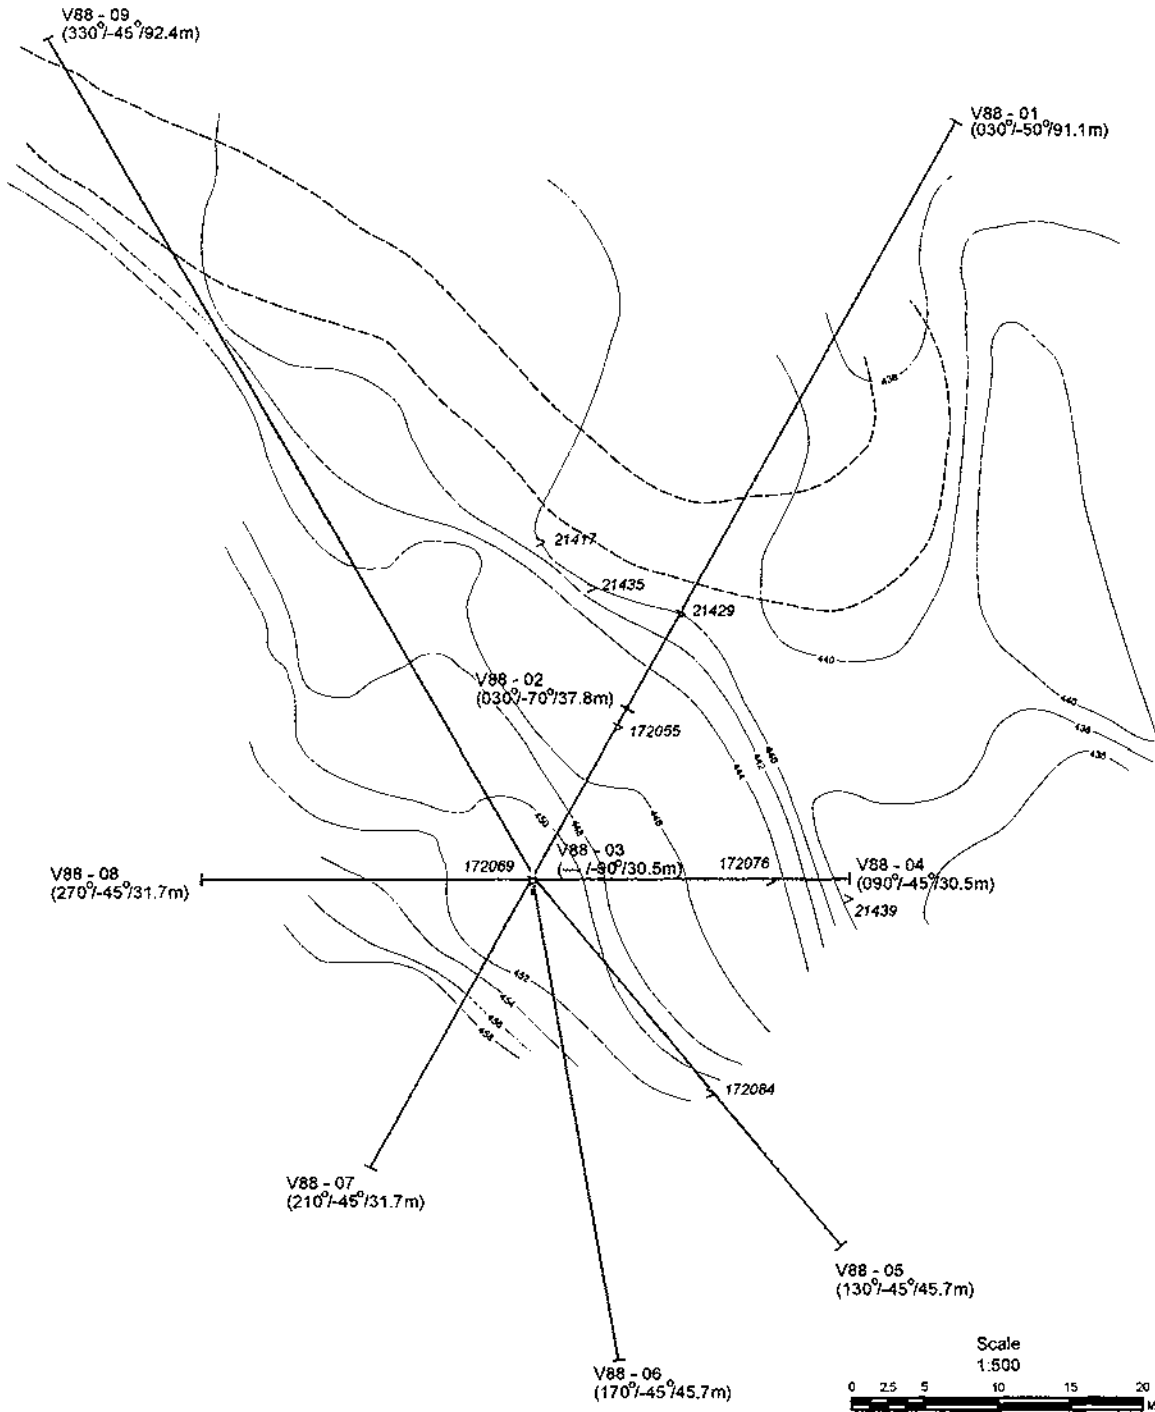 V88 - 09
(330°/-45°/92.4m)
V88 - 01
(030°/-50°/91.1m)
438
21417
21435
21429
440
V88 - 02
(030°/-70°/37.8m)
172055
440
438
436
446
442
444
450
448
446
V88 - 03
172069
( /-90°/30.5m)
172076
V88 - 04
(090°/-45°/30.5m)
V88 - 08
(270°/-45°/31.7m)
21439
452
454
456
458
172084
V88 - 07
(210°/-45°/31.7m)
V88 - 05
(130°/-45°/45.7m)
V88 - 06
(170°/-45°/45.7m)
Scale
1:500
0 2.5 5 10 15 20
M